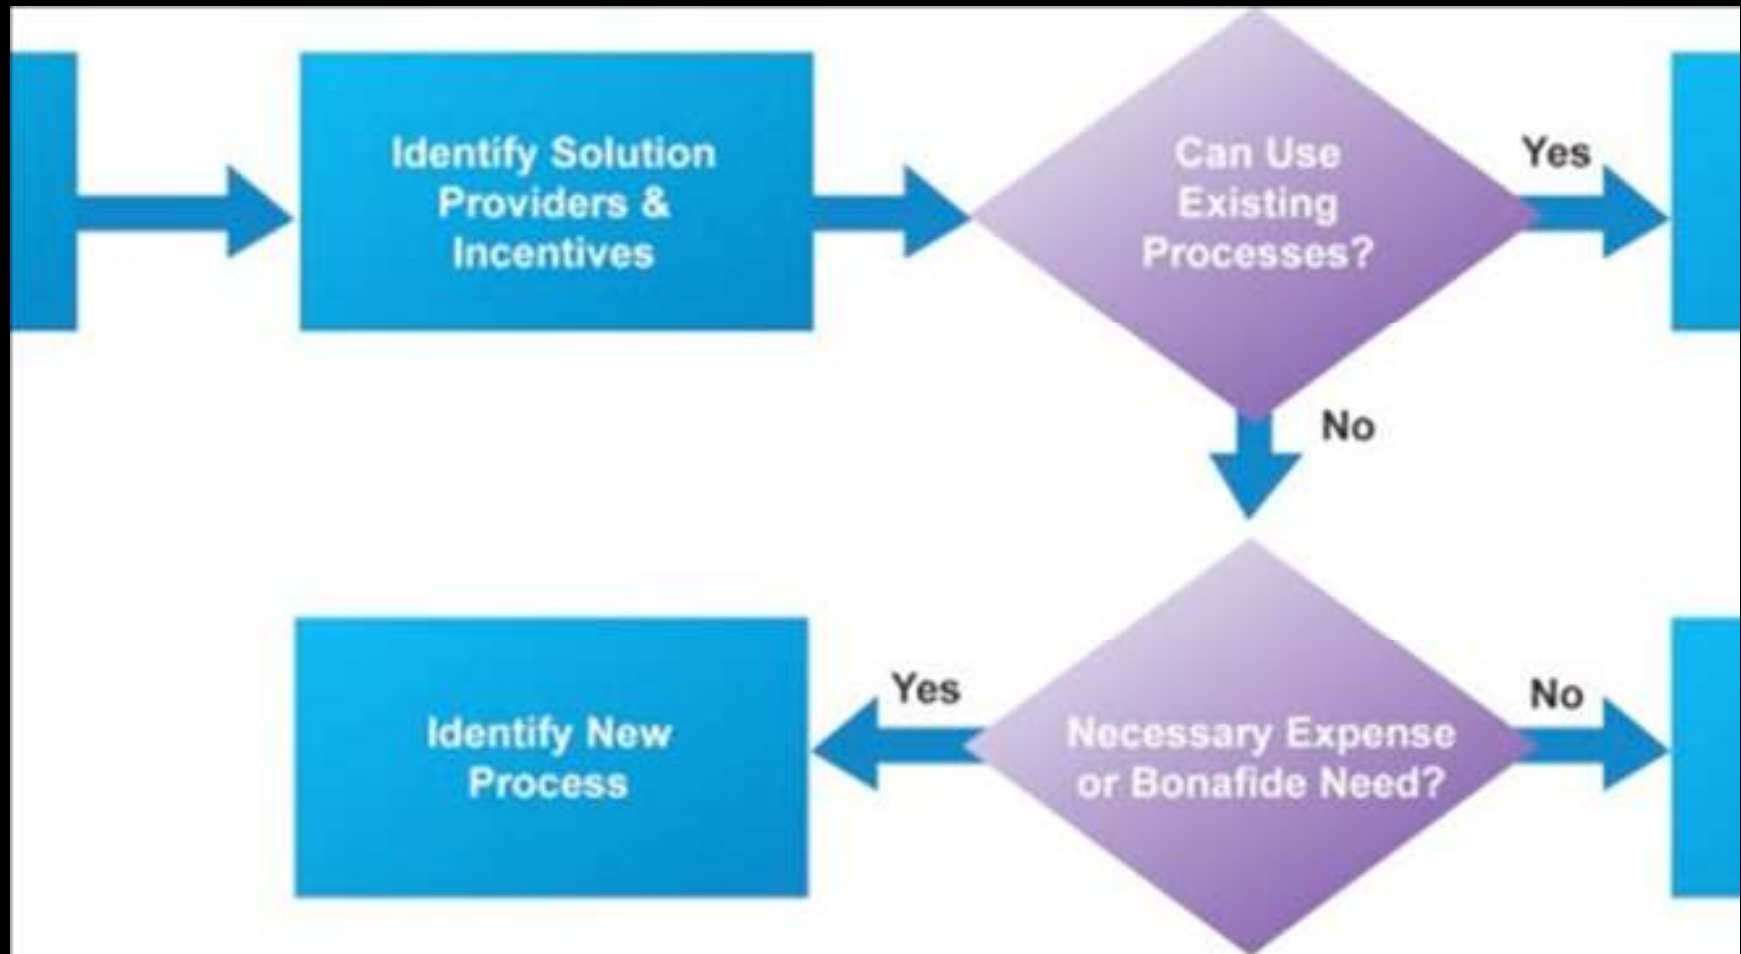 Identify Solution
Providers &
Incentives
Can Use
Existing
Processes?
Yes
No
Identify New
Process
Yes
Necessary Expense
or Bonafide Need?
No